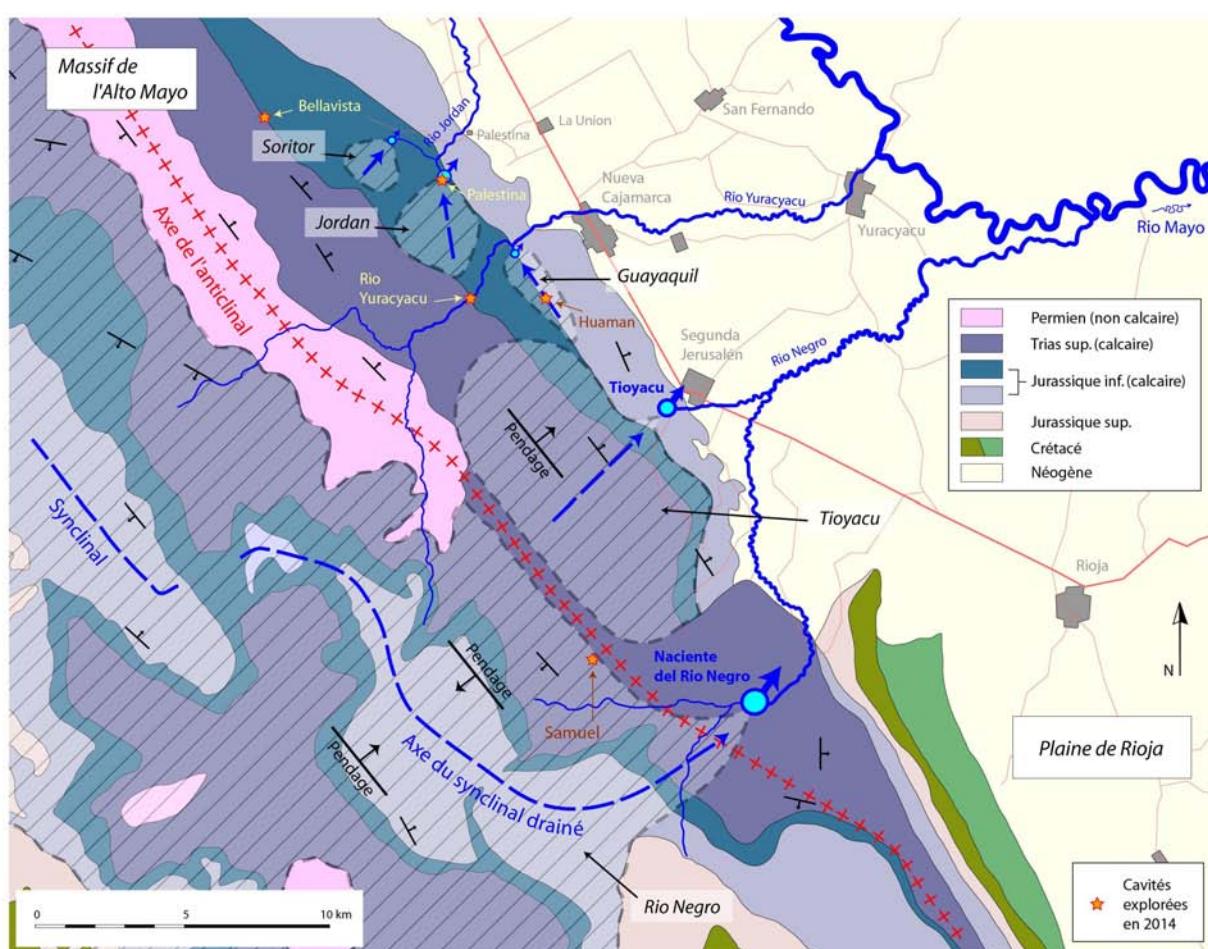 Massif de
l'Alto Mayo
Bellavista
Soritor
Rio Jordan
Palestina
La Union
San Fernando
Palestina
Nueva
Cajamarca
Rio Yuracyacu
Yuracyacu
Rio Mayo
Jordan
Axe de l'anticlinal
Rio
Yuracyacu
Guayaquil
Huaman
Segunda
Jerusalén
Rio Negro
Tioyacu
Permien (non calcaire)
Trias sup. (calcaire)
Jurassique inf. (calcaire)
Jurassique sup.
Crétacé
Néogène
Pendage
Synclinal
Tioyacu
Rioja
N
Pendage
Naciente
del Rio Negro
Samuel
Pendage
Axe du synclinal drainé
Plaine de Rioja
Rio Negro
0 5 10 km
Cavités
explorées
en 2014